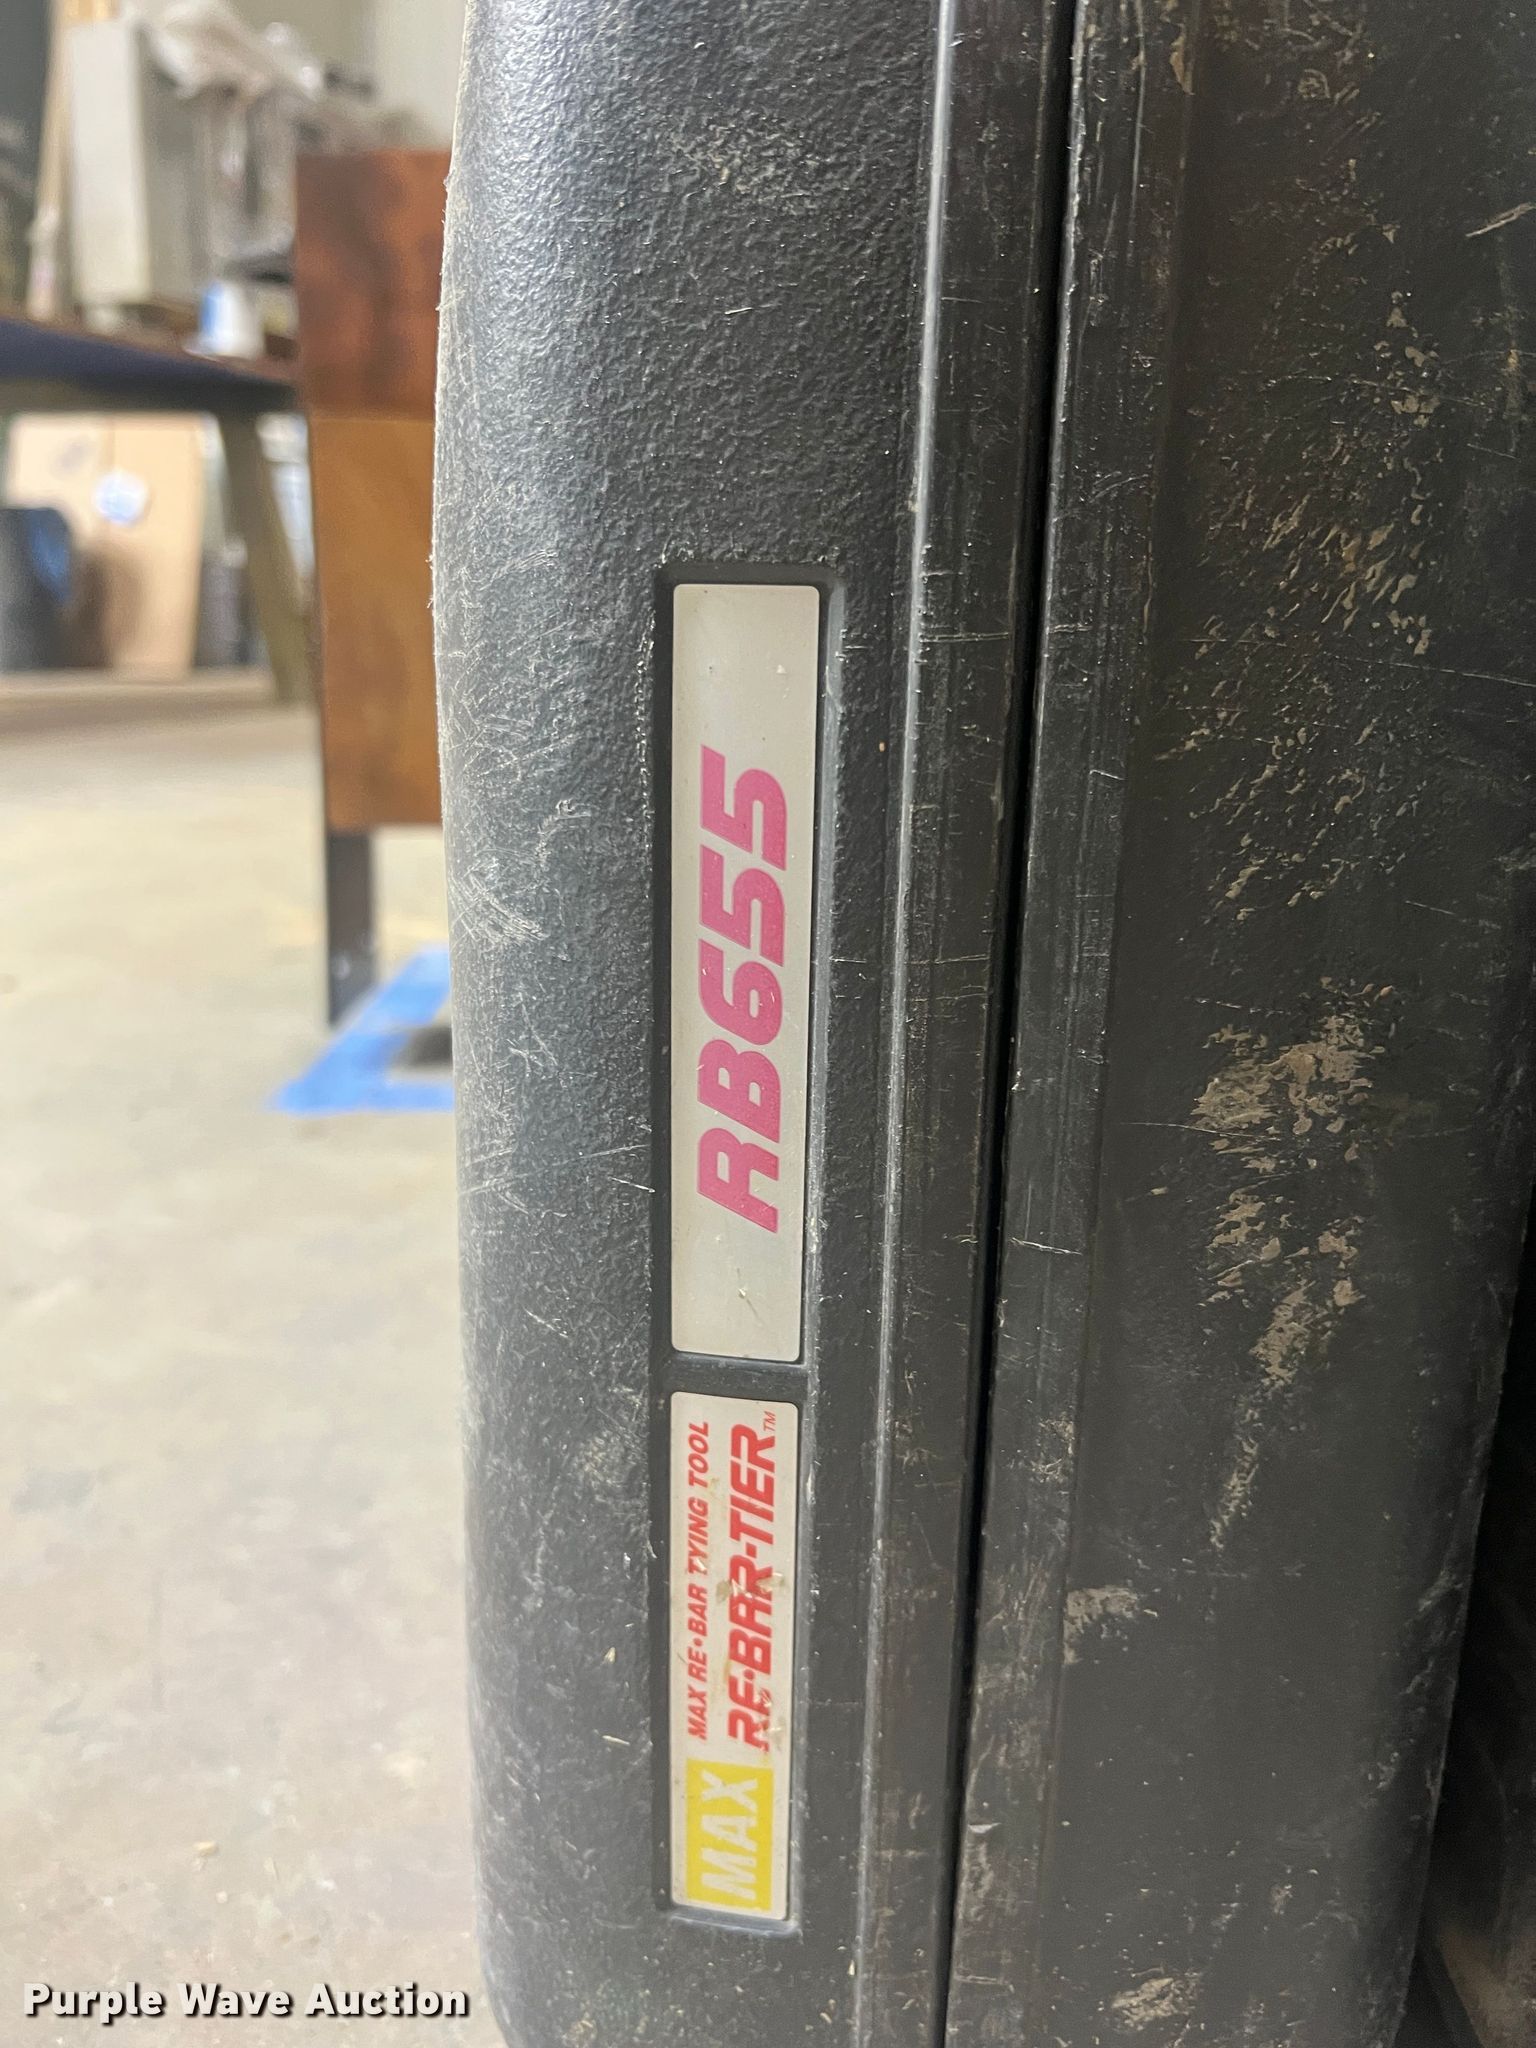 RB655
MAX
MAX RE•BAR TYING TOOL
RE•BAR-TIER™
Purple Wave Auction